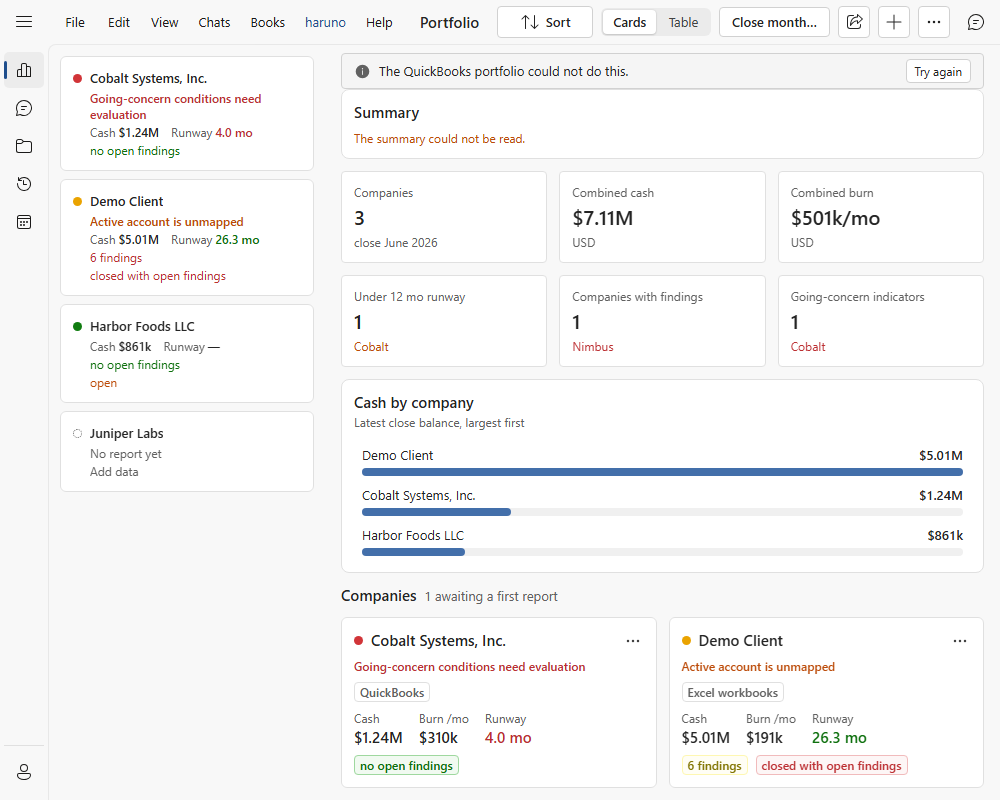 File Edit View Chats Books haruno Help Portfolio Sort Cards Table Close month... ...
Cobalt Systems, Inc.
Going-concern conditions need
evaluation
Cash $1.24M Runway 4.0 mo
no open findings
Demo Client
Active account is unmapped
Cash $5.01M Runway 26.3 mo
6 findings
closed with open findings
Harbor Foods LLC
Cash $861k Runway —
no open findings
open
Juniper Labs
No report yet
Add data
The QuickBooks portfolio could not do this. Try again
Summary
The summary could not be read.
Companies
3
close June 2026
Combined cash
$7.11M
USD
Combined burn
$501k/mo
USD
Under 12 mo runway
1
Cobalt
Companies with findings
1
Nimbus
Going-concern indicators
1
Cobalt
Cash by company
Latest close balance, largest first
Demo Client $5.01M
Cobalt Systems, Inc. $1.24M
Harbor Foods LLC $861k
Companies 1 awaiting a first report
Cobalt Systems, Inc. ...
Going-concern conditions need evaluation
QuickBooks
Cash Burn /mo Runway
$1.24M $310k 4.0 mo
no open findings
Demo Client ...
Active account is unmapped
Excel workbooks
Cash Burn /mo Runway
$5.01M $191k 26.3 mo
6 findings closed with open findings